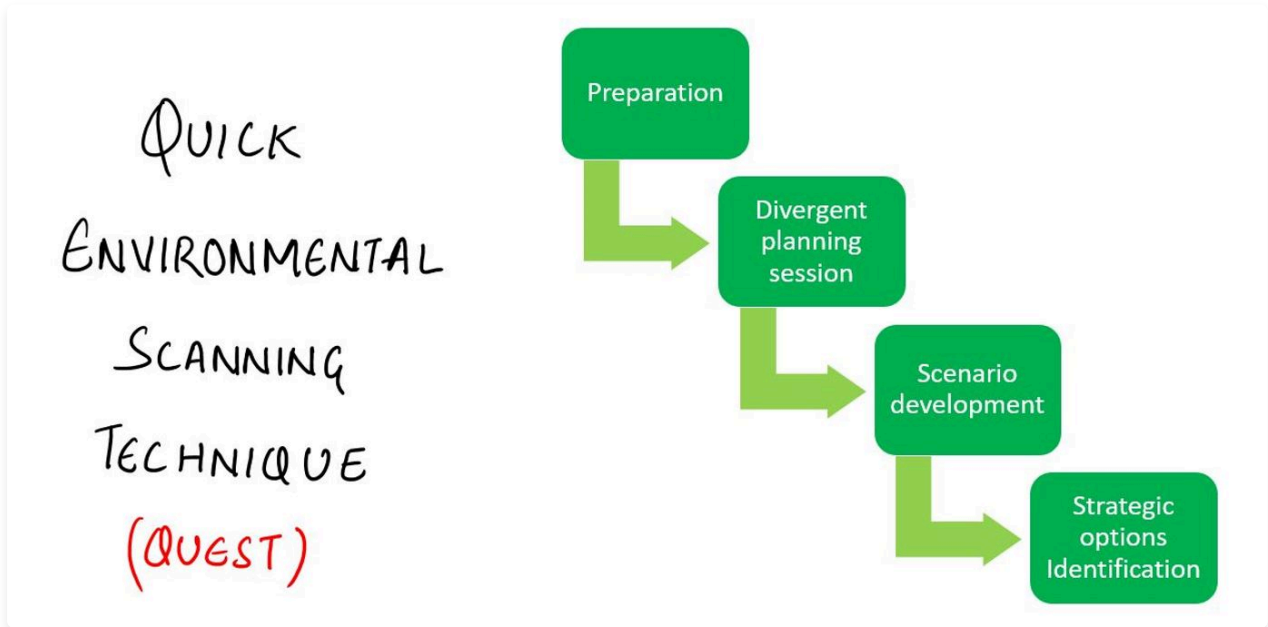 QUICK
ENVIRONMENTAL
SCANNING
TECHNIQUE
(QUEST)
Preparation
Divergent
planning
session
Scenario
development
Strategic
options
Identification